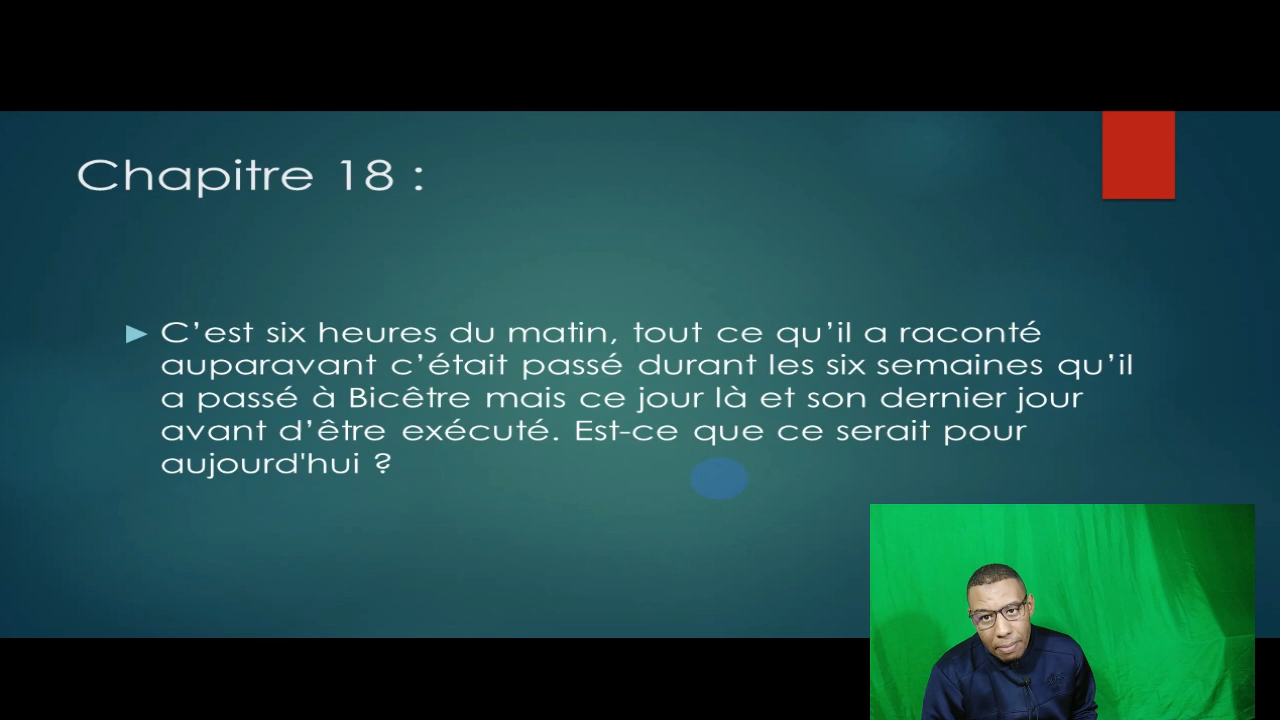 Chapitre 18 :
C’est six heures du matin, tout ce qu’il a raconté
auparavant c’était passé durant les six semaines qu’il
a passé à Bicêtre mais ce jour là et son dernier jour
avant d’être exécuté. Est-ce que ce serait pour
aujourd'hui ?